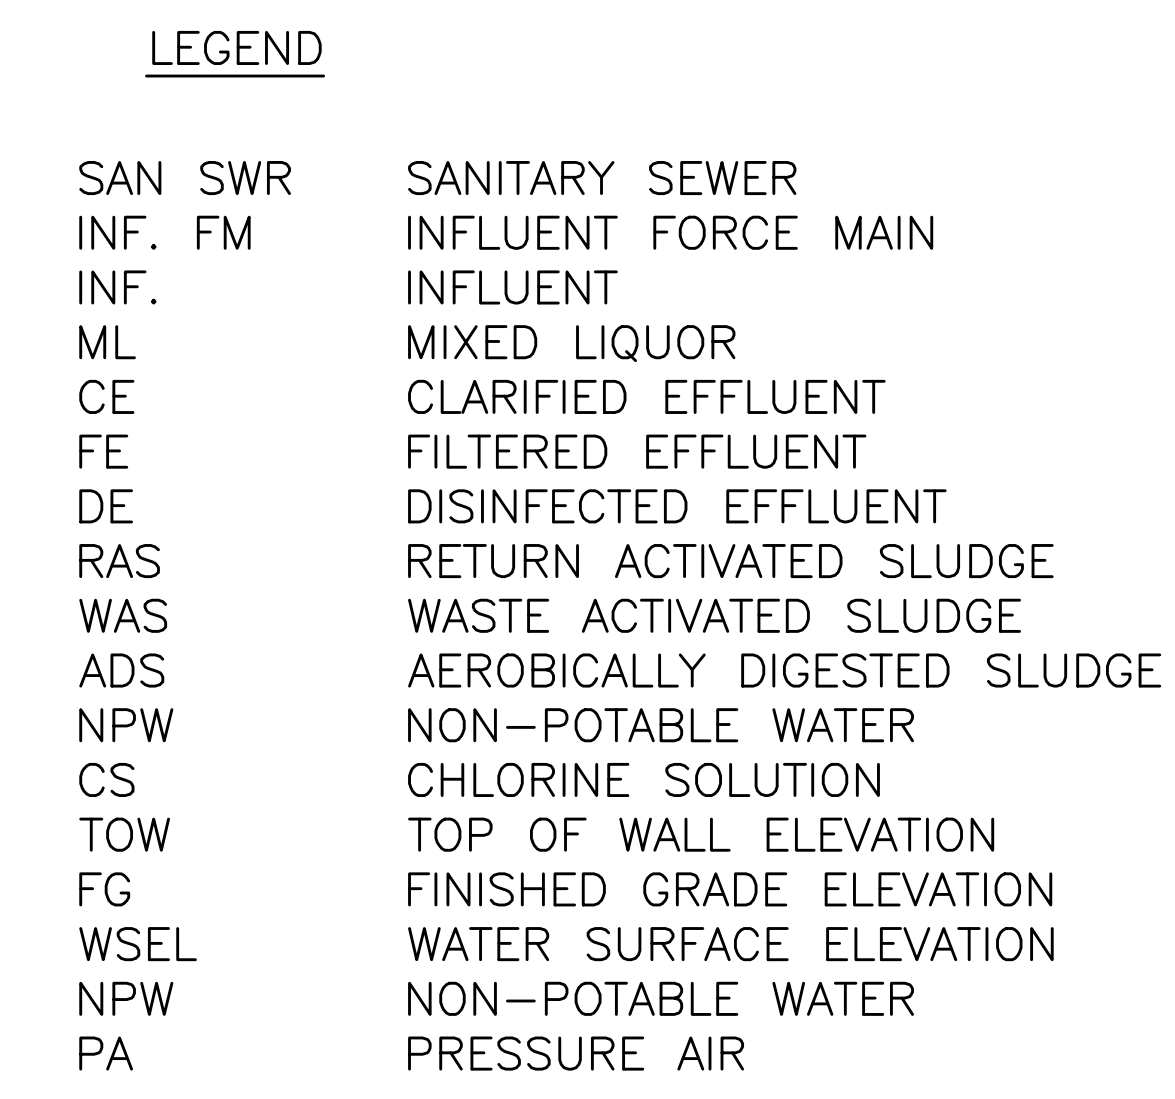 LEGEND
SAN SWR SANITARY SEWER
INF. FM INFLUENT FORCE MAIN
INF. INFLUENT
ML MIXED LIQUOR
CE CLARIFIED EFFLUENT
FE FILTERED EFFLUENT
DE DISINFECTED EFFLUENT
RAS RETURN ACTIVATED SLUDGE
WAS WASTE ACTIVATED SLUDGE
ADS AEROBICALLY DIGESTED SLUDGE
NPW NON-POTABLE WATER
CS CHLORINE SOLUTION
TOW TOP OF WALL ELEVATION
FG FINISHED GRADE ELEVATION
WSEL WATER SURFACE ELEVATION
NPW NON-POTABLE WATER
PA PRESSURE AIR